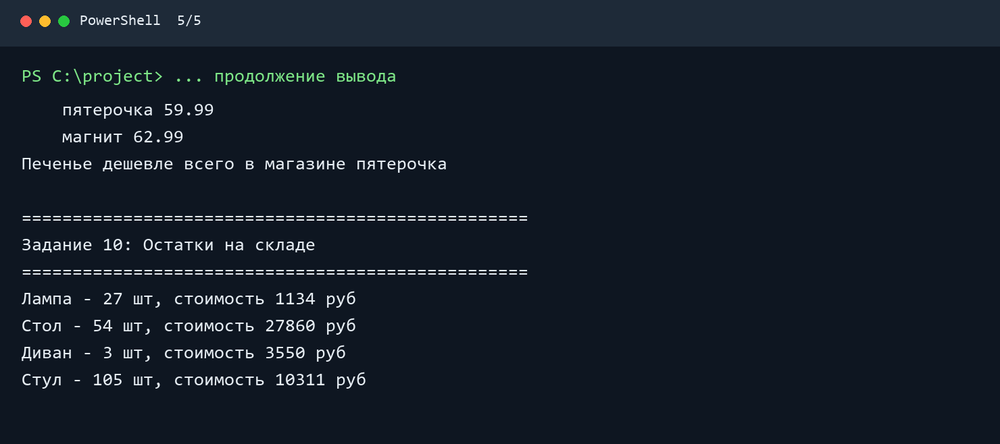 PowerShell  5/5
PS C:\project> ... продолжение вывода
    пятерочка 59.99
    магнит 62.99
Печенье дешевле всего в магазине пятерочка
==================================================
Задание 10: Остатки на складе
==================================================
Лампа - 27 шт, стоимость 1134 руб
Стол - 54 шт, стоимость 27860 руб
Диван - 3 шт, стоимость 3550 руб
Стул - 105 шт, стоимость 10311 руб